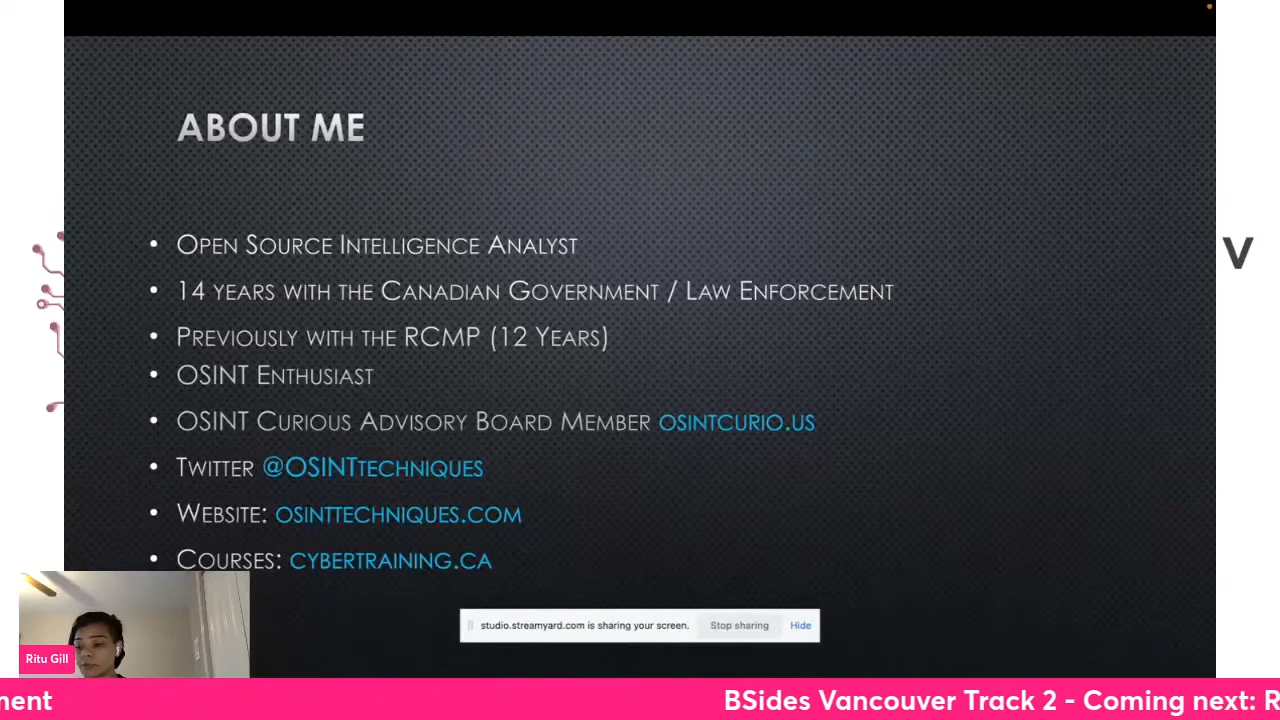 ABOUT ME
• OPEN SOURCE INTELLIGENCE ANALYST
• 14 YEARS WITH THE CANADIAN GOVERNMENT / LAW ENFORCEMENT
• PREVIOUSLY WITH THE RCMP (12 YEARS)
• OSINT ENTHUSIAST
• OSINT CURIOUS ADVISORY BOARD MEMBER OSINTCURIO.US
• TWITTER @OSINTTECHNIQUES
• WEBSITE: OSINTTECHNIQUES.COM
• COURSES: CYBERTRAINING.CA
V
studio.streamyard.com is sharing your screen. Stop sharing Hide
Ritu Gill
ment BSides Vancouver Track 2 - Coming next: R